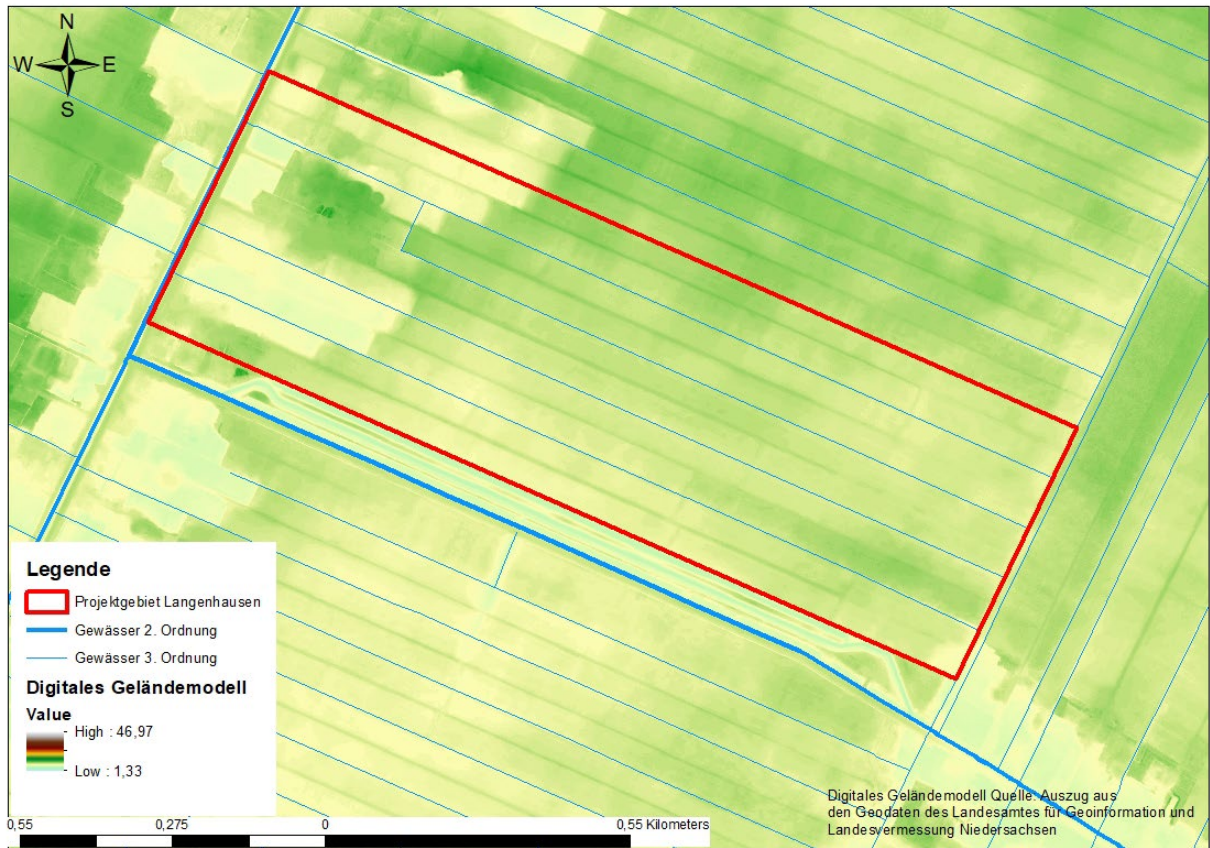 N
W E
S
Legende
Projektgebiet Langenhausen
Gewässer 2. Ordnung
Gewässer 3. Ordnung
Digitales Geländemodell
Value
High : 46,97
Low : 1,33
Digitales Geländemodell Quelle: Auszug aus
den Geodaten des Landesamtes für Geoinformation und
Landesvermessung Niedersachsen
0,55 0,275 0 0,55 Kilometers